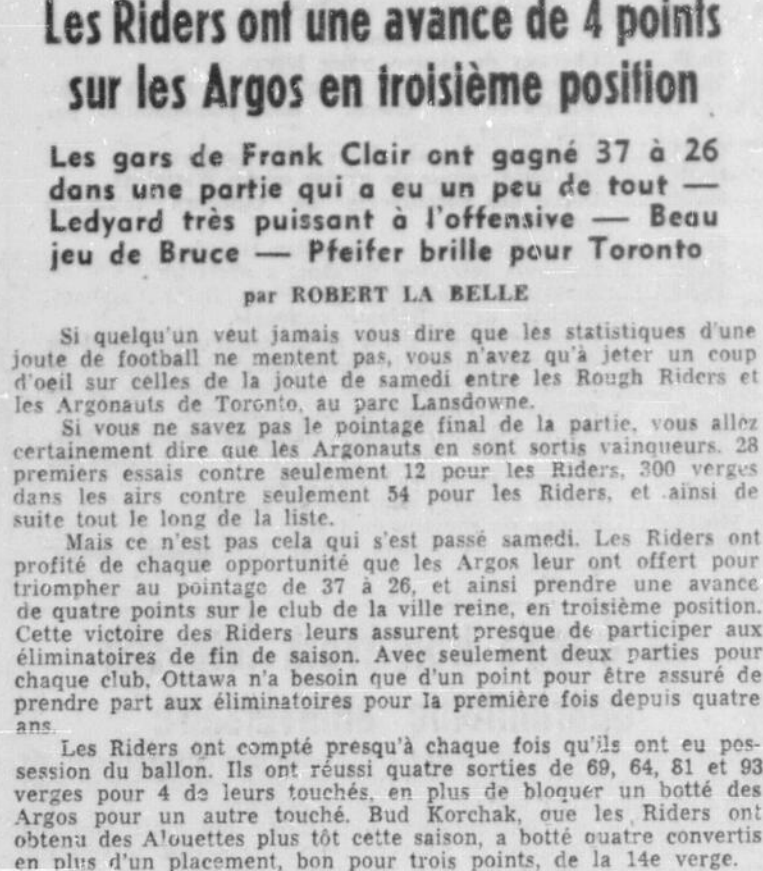 Les Riders ont une avance de 4 points
sur les Argos en troisième position
Les gars de Frank Clair ont gagné 37 à 26
dans une partie qui a eu un peu de tout —
Ledyard très puissant à l'offensive — Beau
jeu de Bruce — Pfeifer brille pour Toronto
par ROBERT LA BELLE
Si quelqu'un veut jamais vous dire que les statistiques d'une
joute de football ne mentent pas, vous n'avez qu'à jeter un coup
d'oeil sur celles de la joute de samedi entre les Rough Riders et
les Argonauts de Toronto, au parc Lansdowne.
Si vous ne savez pas le pointage final de la partie, vous allez
certainement dire que les Argonauts en sont sortis vainqueurs. 28
premiers essais contre seulement 12 pour les Riders, 300 verges
dans les airs contre seulement 54 pour les Riders, et ainsi de
suite tout le long de la liste.
Mais ce n'est pas cela qui s'est passé samedi. Les Riders ont
profité de chaque opportunité que les Argos leur ont offert pour
triompher au pointage de 37 à 26, et ainsi prendre une avance
de quatre points sur le club de la ville reine, en troisième position.
Cette victoire des Riders leurs assurent presque de participer aux
éliminatoires de fin de saison. Avec seulement deux parties pour
chaque club, Ottawa n'a besoin que d'un point pour être assuré de
prendre part aux éliminatoires pour la première fois depuis quatre
ans.
Les Riders ont compté presqu'à chaque fois qu'ils ont eu pos-
session du ballon. Ils ont réussi quatre sorties de 69, 64, 81 et 93
verges pour 4 de leurs touchés, en plus de bloquer un botté des
Argos pour un autre touché. Bud Korchak, que les Riders ont
obtenu des Alouettes plus tôt cette saison, a botté quatre convertis
en plus d'un placement, bon pour trois points, de la 14e verge.